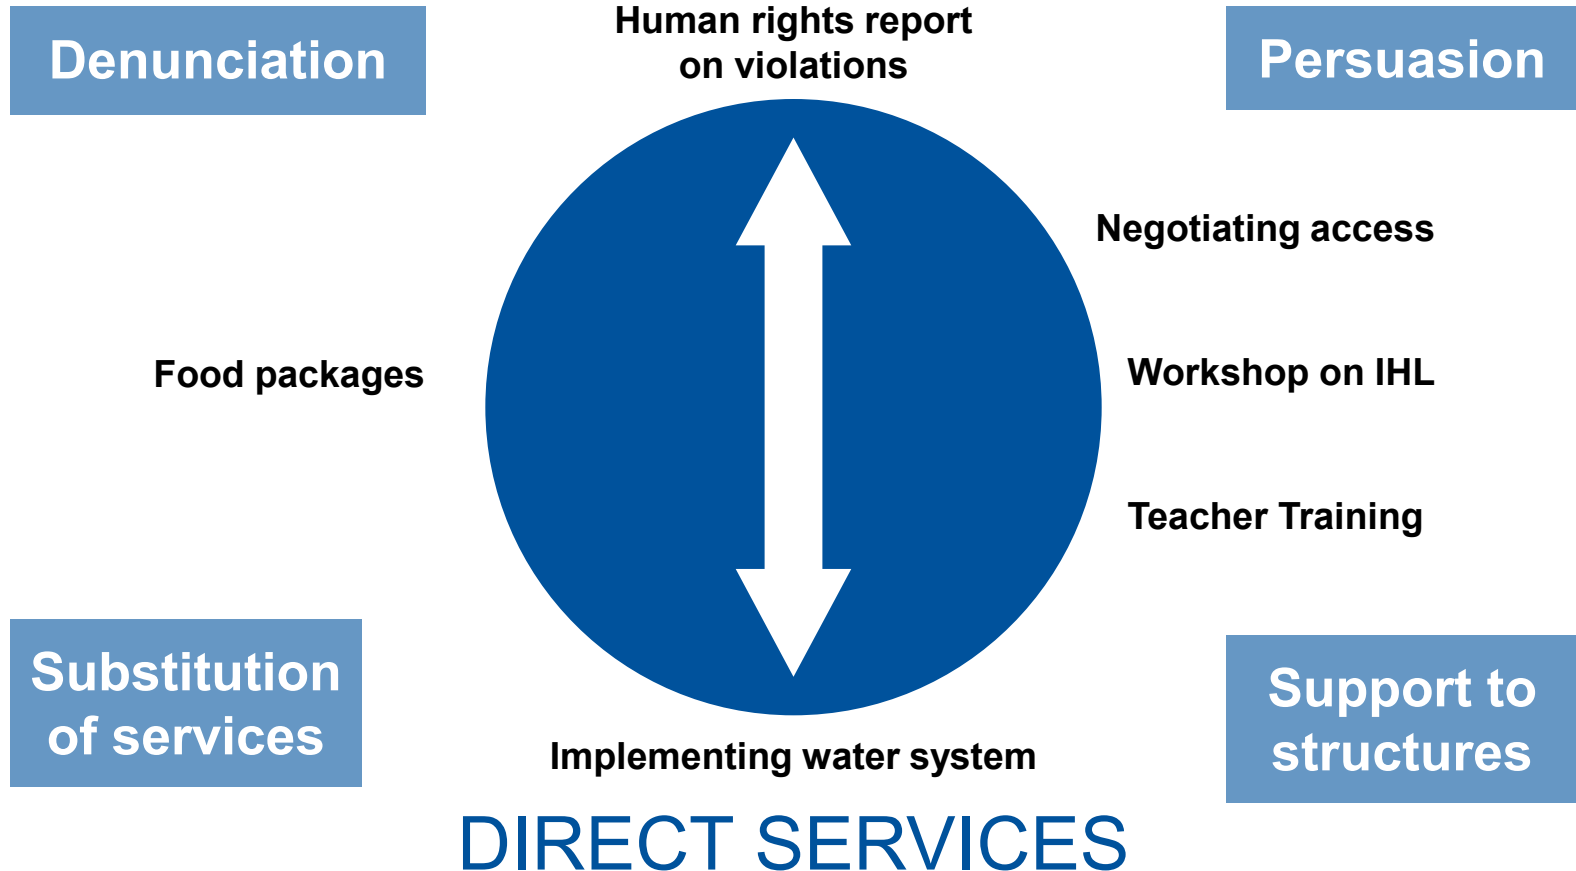 Denunciation
Human rights report
on violations
Persuasion
Negotiating access
Food packages
Workshop on IHL
Teacher Training
Substitution
of services
Support to
structures
Implementing water system
DIRECT SERVICES